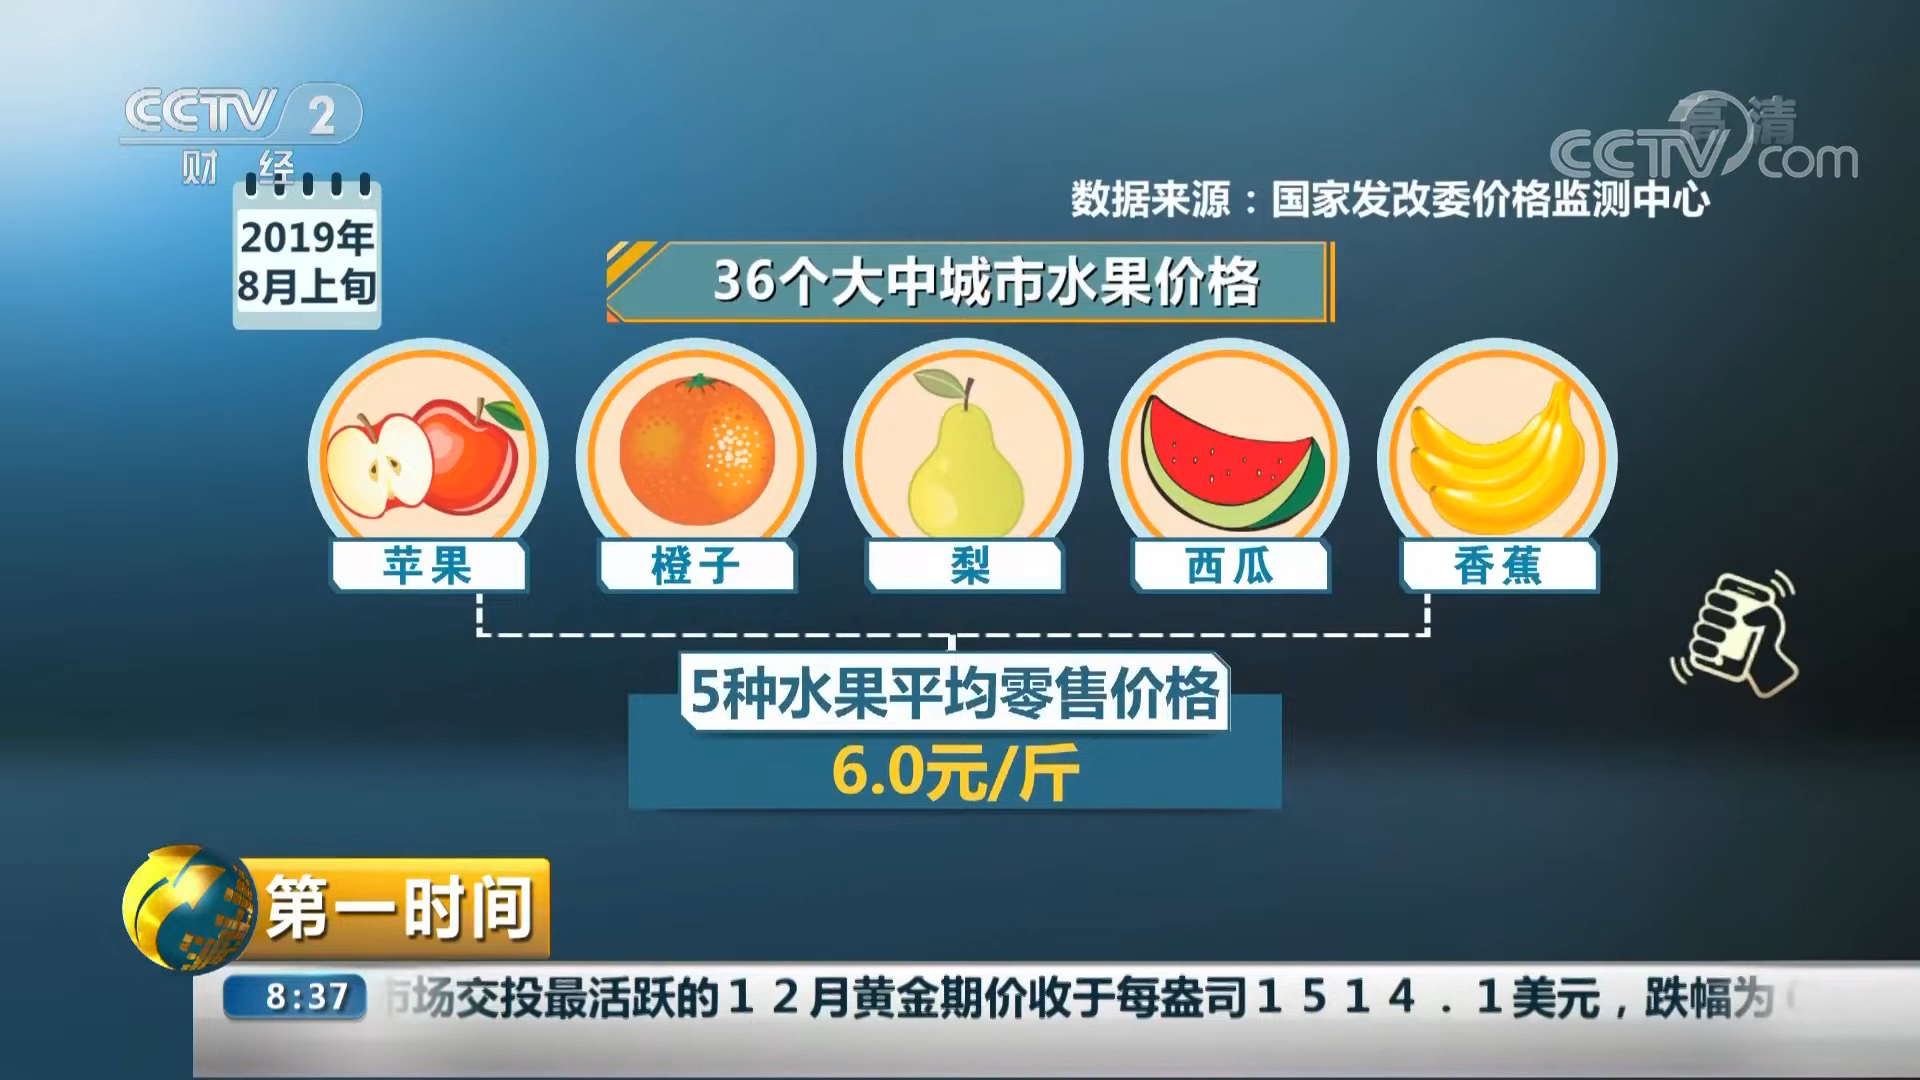 CCTV 2
财经
高清
CCTV.com
2019年
8月上旬
数据来源：国家发改委价格监测中心
36个大中城市水果价格
苹果
橙子
梨
西瓜
香蕉
5种水果平均零售价格
6.0元/斤
第一时间
8:37
市场交投最活跃的12月黄金期价收于每盎司1514.1美元，跌幅为